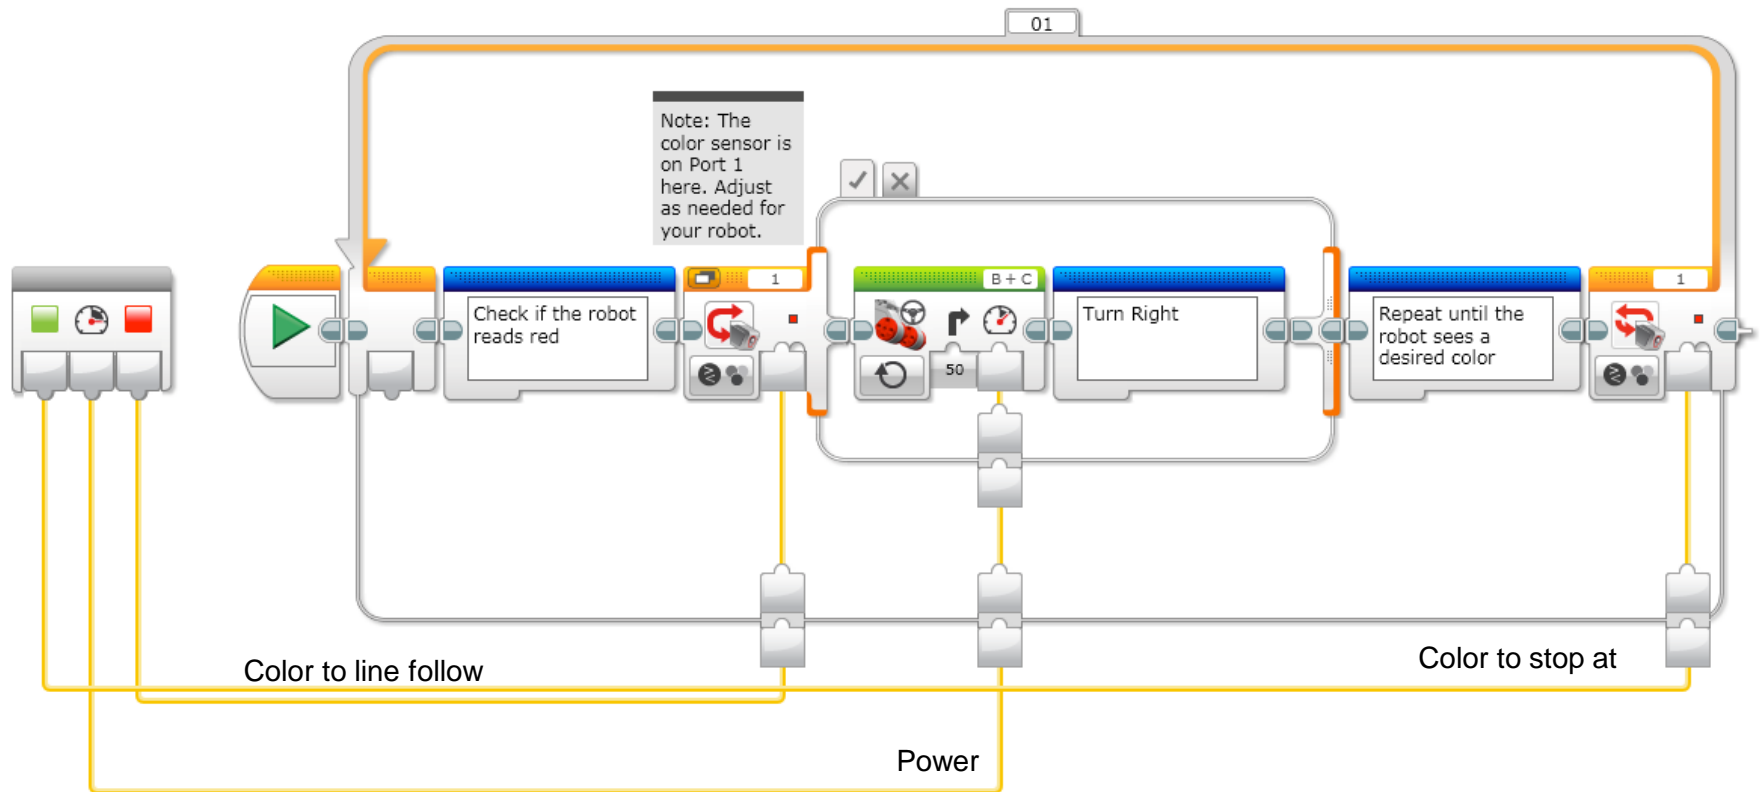 01
Note: The
color sensor is
on Port 1
here. Adjust
as needed for
your robot.
1
B + C
1
Check if the robot
reads red
Turn Right
Repeat until the
robot sees a
desired color
50
Color to line follow
Color to stop at
Power